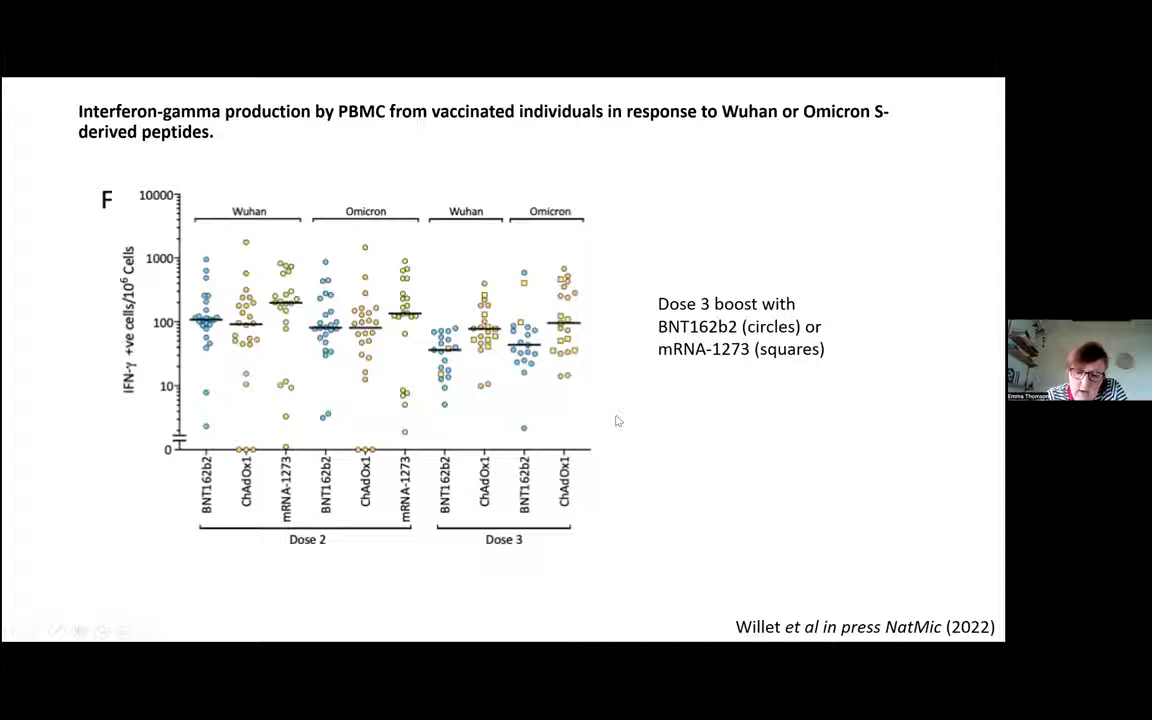 Interferon-gamma production by PBMC from vaccinated individuals in response to Wuhan or Omicron S-
derived peptides.
F
10000
1000
100
10
0
IFN-γ +ve cells/10⁶ Cells
Wuhan
Omicron
Wuhan
Omicron
BNT162b2
ChAdOx1
mRNA-1273
BNT162b2
ChAdOx1
mRNA-1273
BNT162b2
ChAdOx1
BNT162b2
ChAdOx1
Dose 2
Dose 3
Dose 3 boost with
BNT162b2 (circles) or
mRNA-1273 (squares)
Willet et al in press NatMic (2022)
Emma Thomson